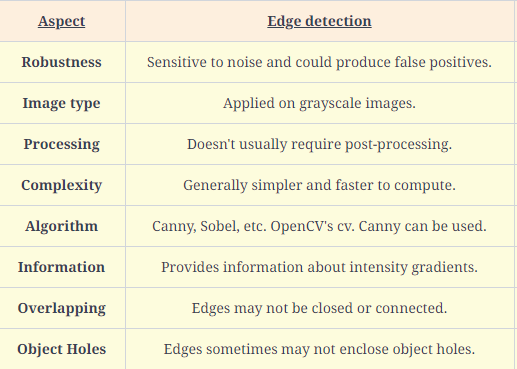 Aspect Edge detection
Robustness Sensitive to noise and could produce false positives.
Image type Applied on grayscale images.
Processing Doesn't usually require post-processing.
Complexity Generally simpler and faster to compute.
Algorithm Canny, Sobel, etc. OpenCV's cv. Canny can be used.
Information Provides information about intensity gradients.
Overlapping Edges may not be closed or connected.
Object Holes Edges sometimes may not enclose object holes.